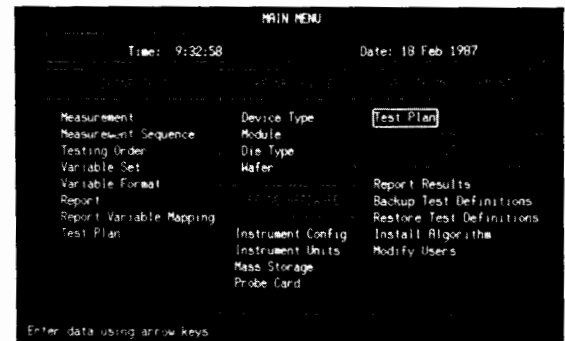 MAIN MENU
Time: 9:32:58
Date: 18 Feb 1987
Measurement
Measurement Sequence
Testing Order
Variable Set
Variable Format
Report
Report Variable Mapping
Test Plan
Device Type
Module
Die Type
Wafer
Instrument Config
Instrument Units
Mass Storage
Probe Card
Test Plan
Report Results
Backup Test Definitions
Restore Test Definitions
Install Algorithm
Modify Users
Enter data using arrow keys